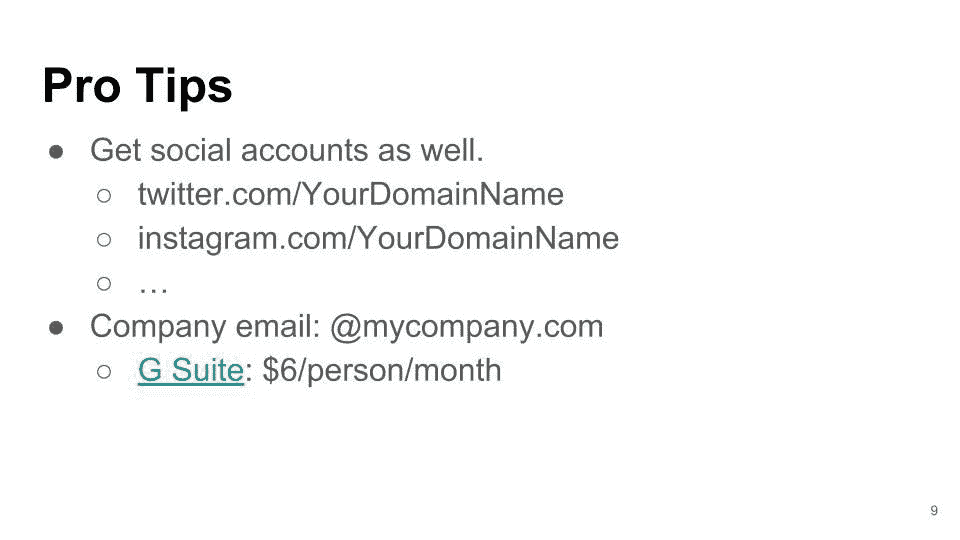 Pro Tips
● Get social accounts as well.
○ twitter.com/YourDomainName
○ instagram.com/YourDomainName
○ …
● Company email: @mycompany.com
○ G Suite: $6/person/month
9